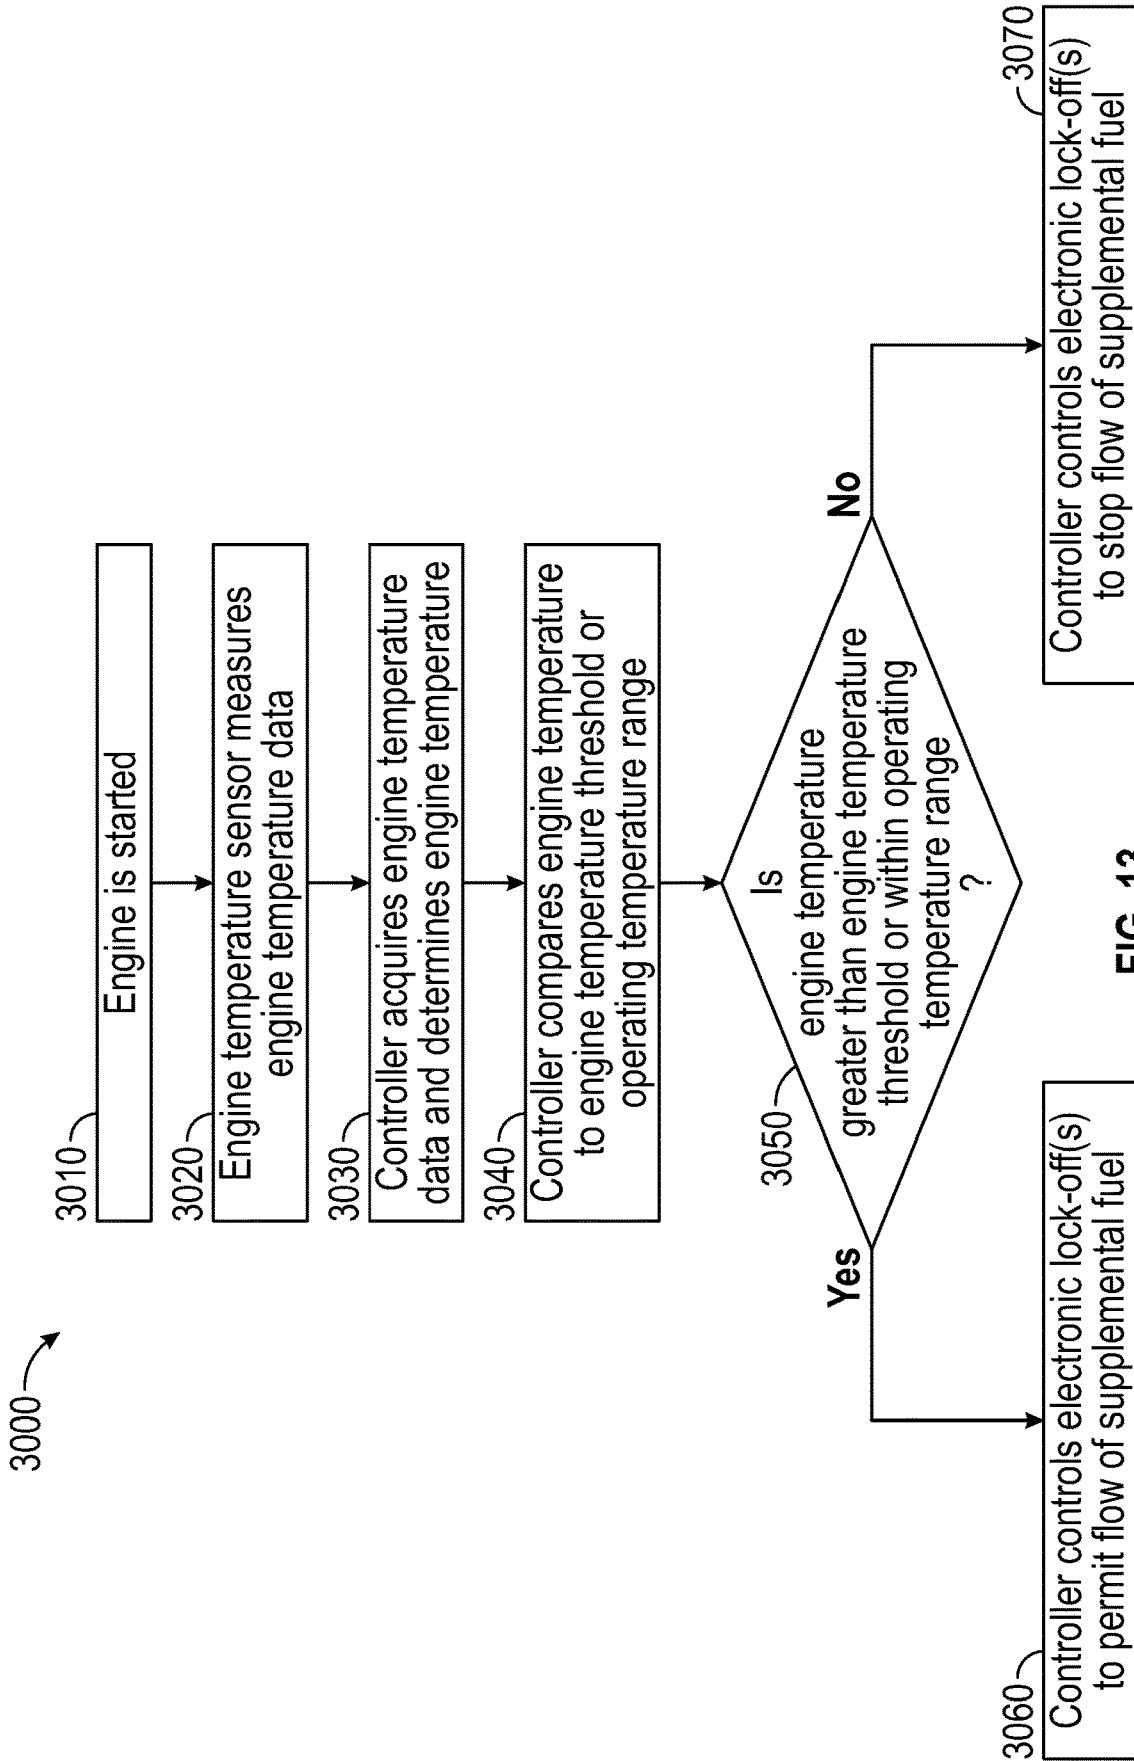 3000
3010
Engine is started
3020
Engine temperature sensor measures
engine temperature data
3030
Controller acquires engine temperature
data and determines engine temperature
3040
Controller compares engine temperature
to engine temperature threshold or
operating temperature range
3050
Is
engine temperature
greater than engine temperature
threshold or within operating
temperature range
?
Yes
No
3060
Controller controls electronic lock-off(s)
to permit flow of supplemental fuel
3070
Controller controls electronic lock-off(s)
to stop flow of supplemental fuel